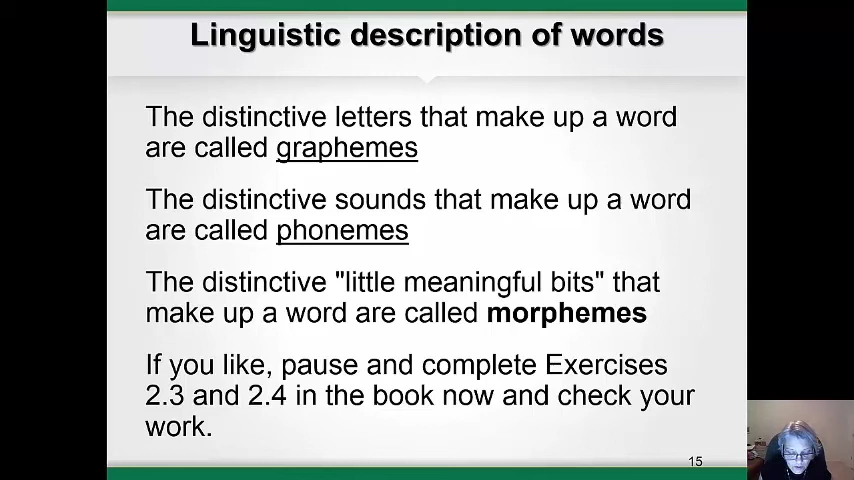 Linguistic description of words
The distinctive letters that make up a word
are called graphemes
The distinctive sounds that make up a word
are called phonemes
The distinctive "little meaningful bits" that
make up a word are called morphemes
If you like, pause and complete Exercises
2.3 and 2.4 in the book now and check your
work.
15